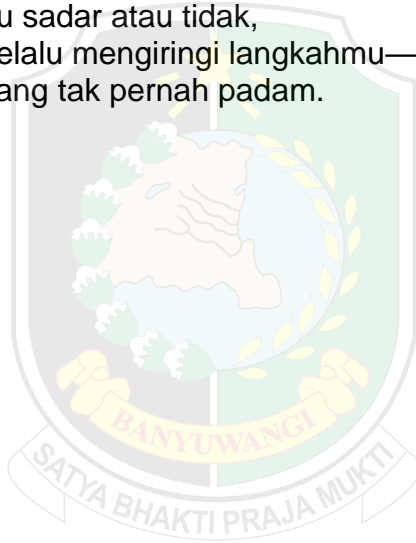 u sadar atau tidak,
elalu mengiringi langkahmu—
ang tak pernah padam.
BANYUWANGI
SATYA BHAKTI PRAJA MUKTI